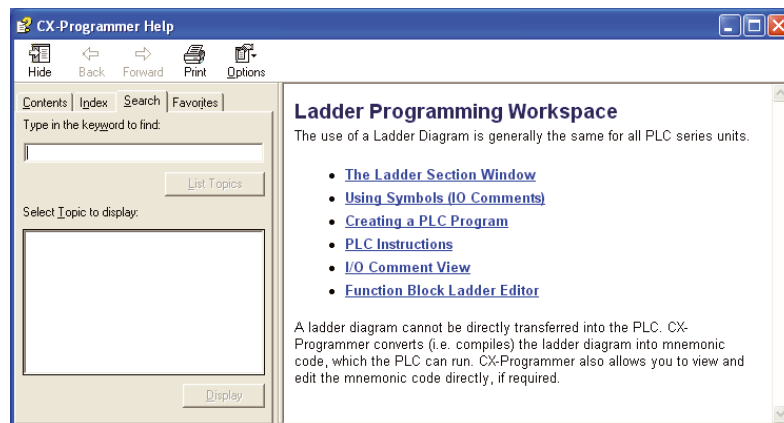 CX-Programmer Help
Hide Back Forward Print Options
Contents Index Search Favorites
Type in the keyword to find:
List Topics
Select Topic to display:
Display
Ladder Programming Workspace
The use of a Ladder Diagram is generally the same for all PLC series units.
• The Ladder Section Window
• Using Symbols (IO Comments)
• Creating a PLC Program
• PLC Instructions
• I/O Comment View
• Function Block Ladder Editor
A ladder diagram cannot be directly transferred into the PLC. CX-
Programmer converts (i.e. compiles) the ladder diagram into mnemonic
code, which the PLC can run. CX-Programmer also allows you to view and
edit the mnemonic code directly, if required.